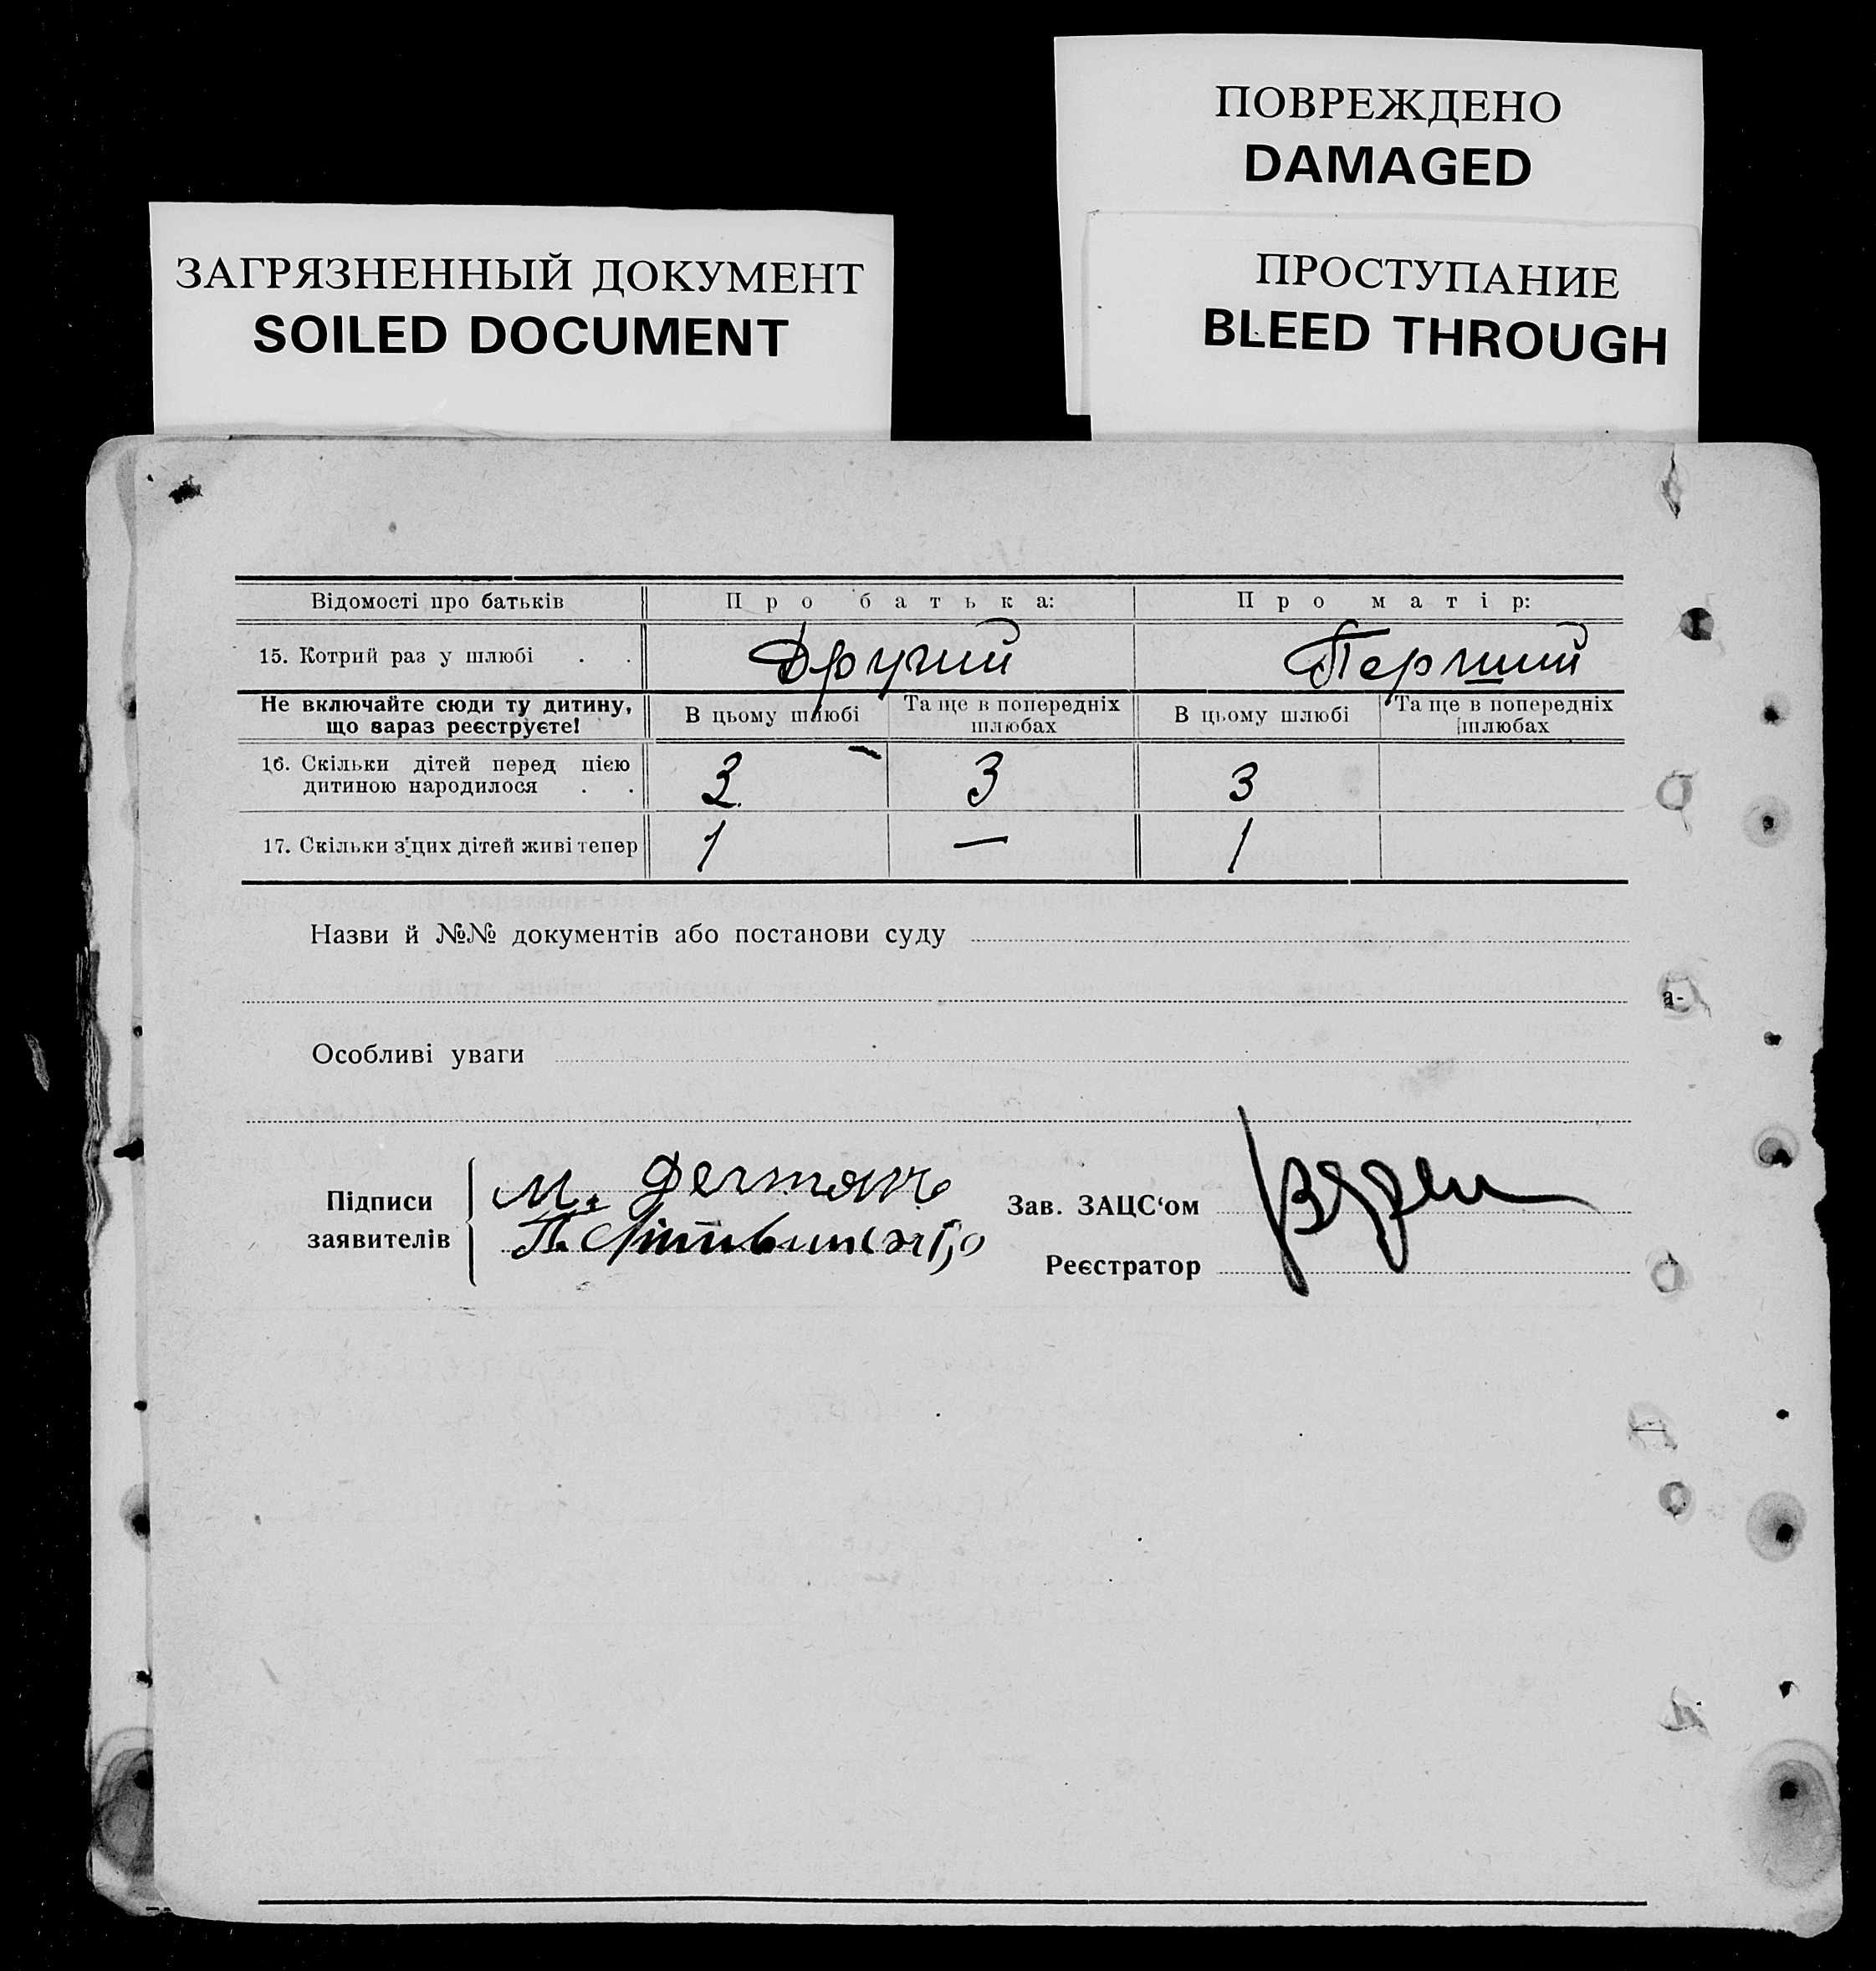 ПОВРЕЖДЕНО
DAMAGED
ЗАГРЯЗНЕННЫЙ ДОКУМЕНТ
SOILED DOCUMENT
ПРОСТУПАНИЕ
BLEED THROUGH
Відомості про батьків Про батька: Про матір:
15. Котрий раз у шлюбі . . Другий Перший
Не включайте сюди ту дитину, що зараз реєструєте! В цьому шлюбі Та ще в попередніх шлюбах В цьому шлюбі Та ще в попередніх шлюбах
16. Скільки дітей перед цією дитиною народилося . . 3 3 3
17. Скільки з цих дітей живі тепер 1 — 1
Назви й №№ документів або постанови суду
а-
Особливі уваги
Підписи заявителів
М.
П.
Зав. ЗАЦС‘ом
Реєстратор